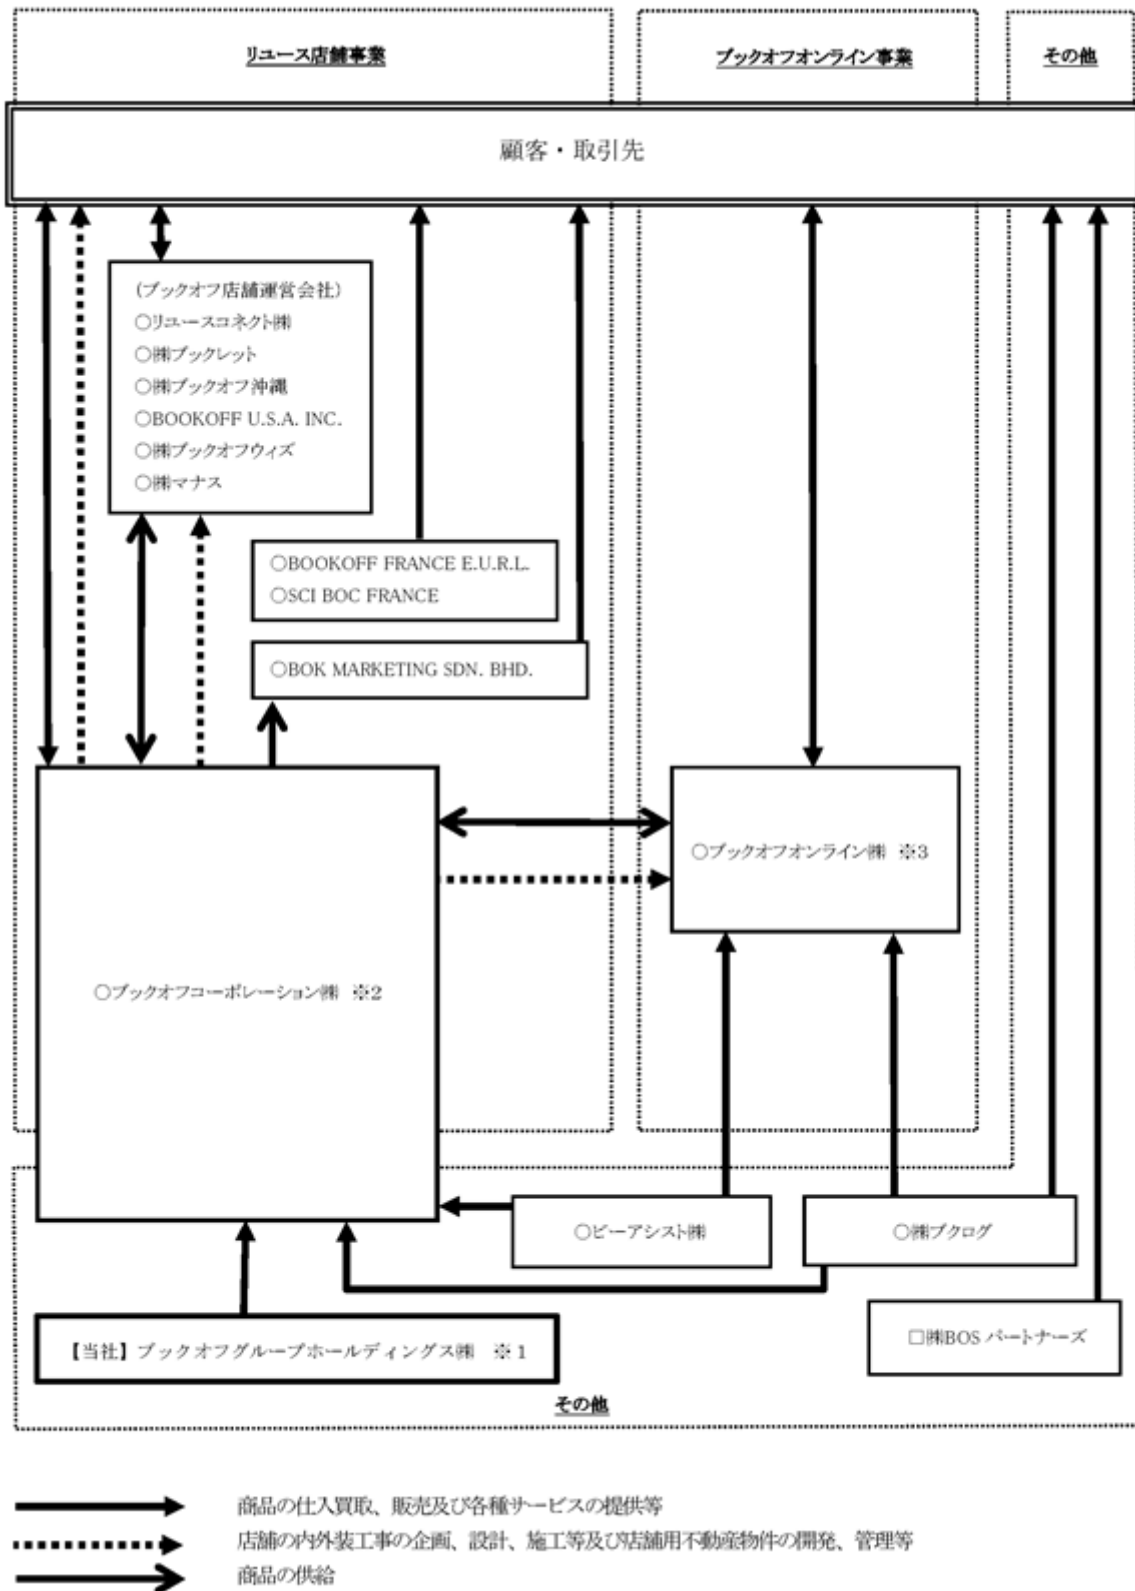 リユース店舗事業
ブックオフオンライン事業
その他
顧客・取引先
(ブックオフ店舗運営会社)
○リユースコネクト㈱
○㈱ブックレット
○㈱ブックオフ沖縄
○BOOKOFF U.S.A. INC.
○㈱ブックオフウィズ
○㈱マナス
○BOOKOFF FRANCE E.U.R.L.
○SCI BOC FRANCE
○BOK MARKETING SDN. BHD.
○ブックオフオンライン㈱ ※3
○ブックオフコーポレーション㈱ ※2
○ビーアシスト㈱
○㈱ブクログ
【当社】ブックオフグループホールディングス㈱ ※1
□㈱BOS パートナーズ
その他
商品の仕入買取、販売及び各種サービスの提供等
店舗の内外装工事の企画、設計、施工等及び店舗用不動産物件の開発、管理等
商品の供給